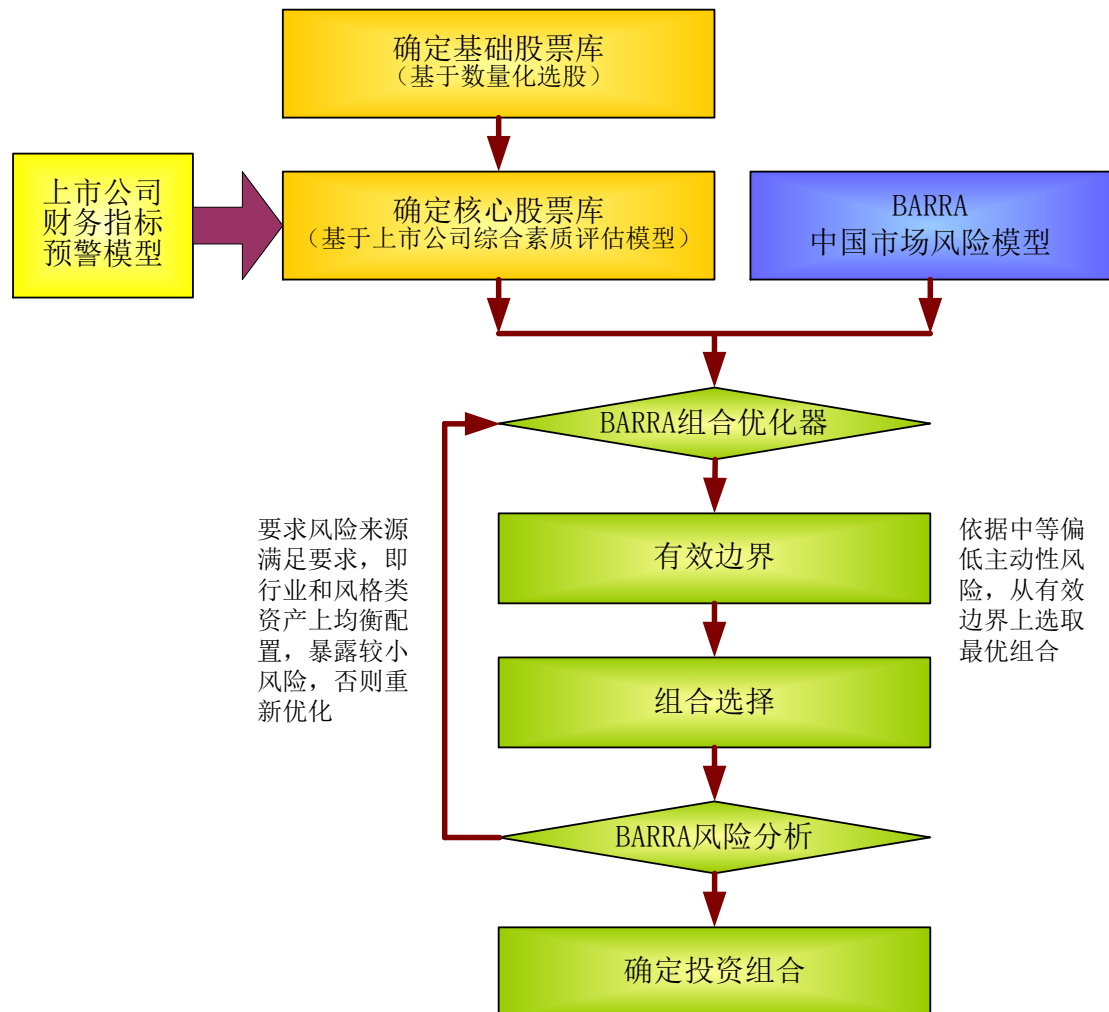 确定基础股票库
（基于数量化选股）
上市公司
财务指标
预警模型
确定核心股票库
（基于上市公司综合素质评估模型）
BARRA
中国市场风险模型
BARRA组合优化器
要求风险来源
满足要求，即
行业和风格类
资产上均衡配
置，暴露较小
风险，否则重
新优化
有效边界
依据中等偏
低主动性风
险，从有效
边界上选取
最优组合
组合选择
BARRA风险分析
确定投资组合